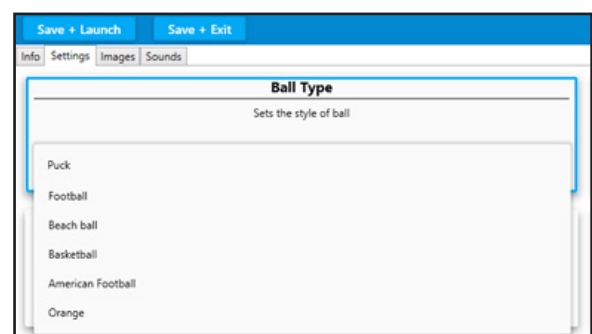 Save + Launch Save + Exit
Info Settings Images Sounds
Ball Type
Sets the style of ball
Puck
Football
Beach ball
Basketball
American Football
Orange